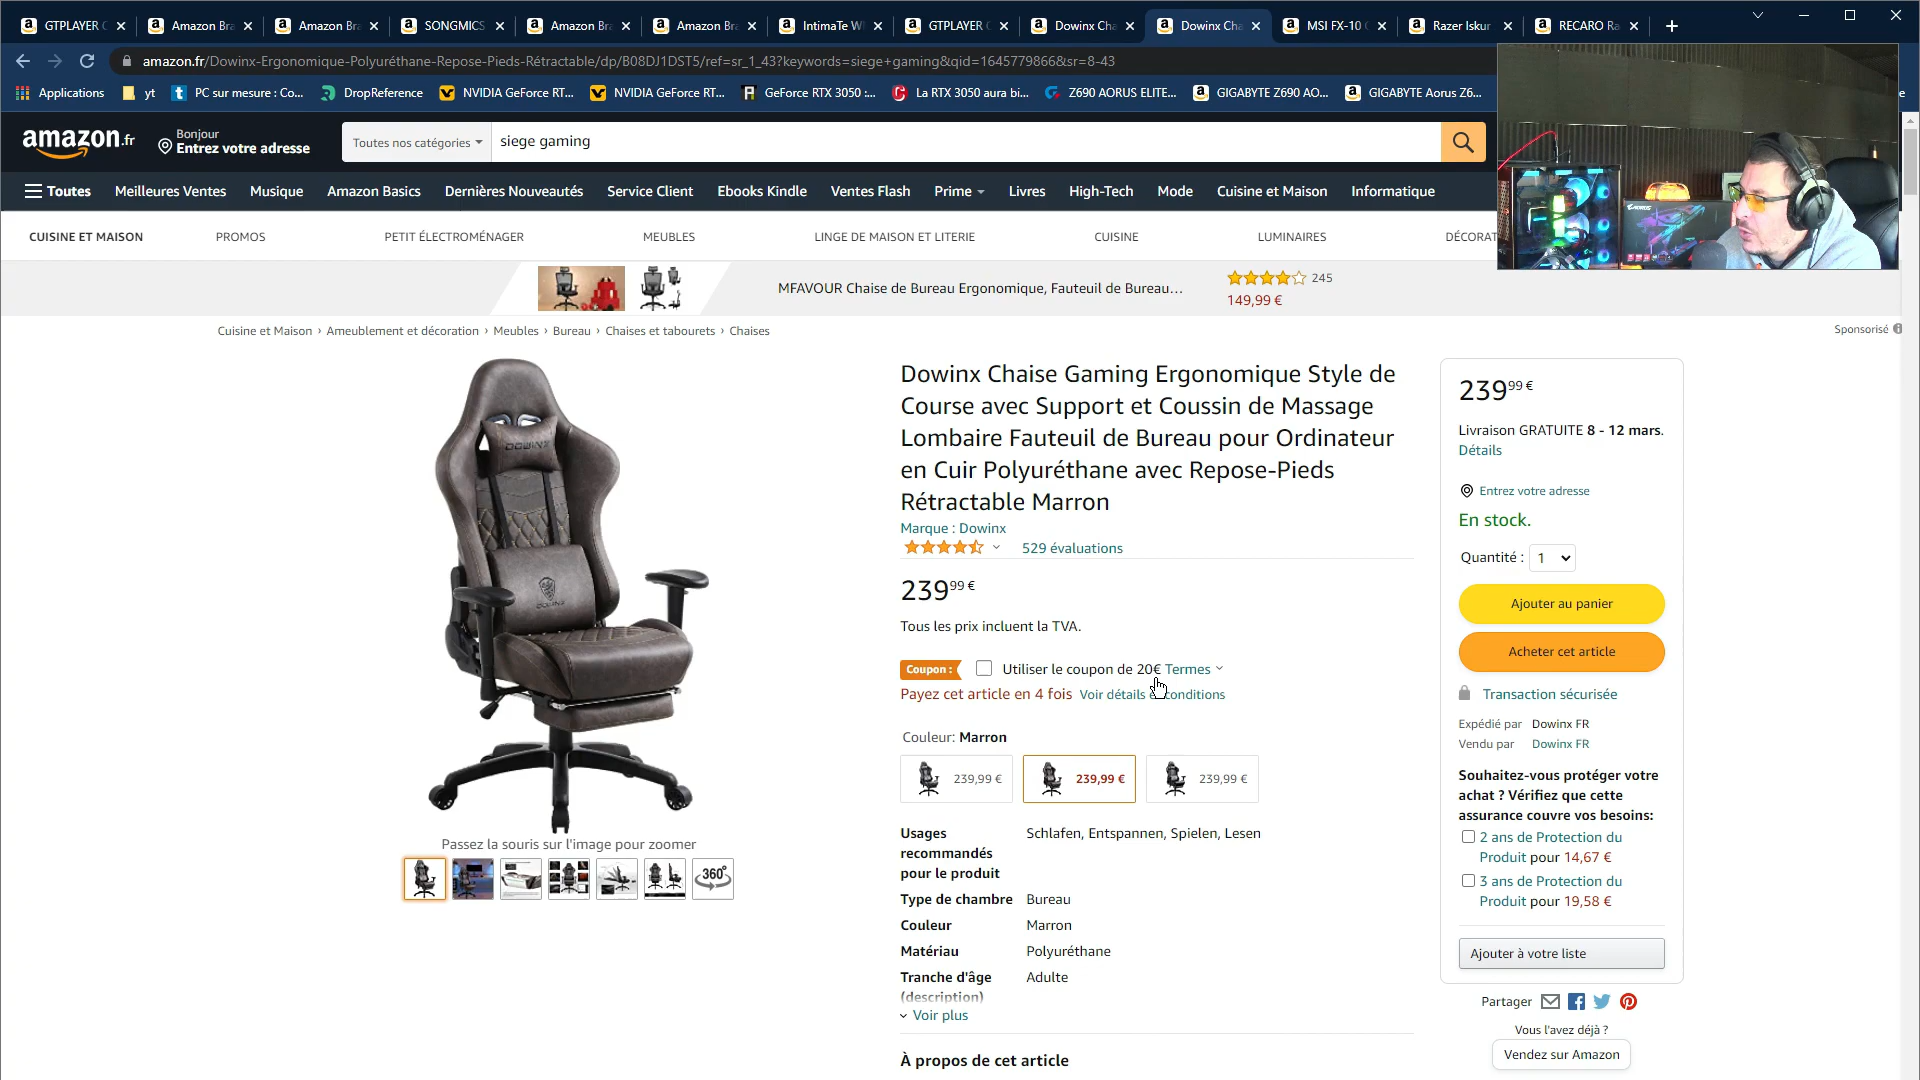 GTPLAYER C
Amazon Bra
Amazon Bra
SONGMICS
Amazon Bra
Amazon Bra
IntimaTe W
GTPLAYER C
Dowinx Cha
Dowinx Cha
MSI FX-10 G
Razer Iskur
RECARO Ra
amazon.fr/Dowinx-Ergonomique-Polyuréthane-Repose-Pieds-Rétractable/dp/B08DJ1DST5/ref=sr_1_43?keywords=siege+gaming&qid=1645779866&sr=8-43
Applications
yt
PC sur mesure : Co...
DropReference
NVIDIA GeForce RT...
NVIDIA GeForce RT...
GeForce RTX 3050 :...
La RTX 3050 aura bi...
Z690 AORUS ELITE...
GIGABYTE Z690 AO...
GIGABYTE Aorus Z6...
amazon.fr
Bonjour
Entrez votre adresse
Toutes nos catégories
siege gaming
Toutes
Meilleures Ventes
Musique
Amazon Basics
Dernières Nouveautés
Service Client
Ebooks Kindle
Ventes Flash
Prime
Livres
High-Tech
Mode
Cuisine et Maison
Informatique
CUISINE ET MAISON
PROMOS
PETIT ÉLECTROMÉNAGER
MEUBLES
LINGE DE MAISON ET LITERIE
CUISINE
LUMINAIRES
DÉCORAT
MFAVOUR Chaise de Bureau Ergonomique, Fauteuil de Bureau...
245
149,99 €
Cuisine et Maison › Ameublement et décoration › Meubles › Bureau › Chaises et tabourets › Chaises
Sponsorisé
Dowinx Chaise Gaming Ergonomique Style de
Course avec Support et Coussin de Massage
Lombaire Fauteuil de Bureau pour Ordinateur
en Cuir Polyuréthane avec Repose-Pieds
Rétractable Marron
Marque : Dowinx
529 évaluations
239 99 €
Tous les prix incluent la TVA.
Coupon :
Utiliser le coupon de 20€ Termes
Payez cet article en 4 fois Voir détails e conditions
Couleur: Marron
239,99 €
239,99 €
239,99 €
Usages recommandés pour le produit
Schlafen, Entspannen, Spielen, Lesen
Type de chambre
Bureau
Couleur
Marron
Matériau
Polyuréthane
Tranche d'âge (description)
Adulte
Voir plus
À propos de cet article
DOWINX
DOWINX
Passez la souris sur l'image pour zoomer
360°
239 99 €
Livraison GRATUITE 8 - 12 mars.
Détails
Entrez votre adresse
En stock.
Quantité : 1
Ajouter au panier
Acheter cet article
Transaction sécurisée
Expédié par Dowinx FR
Vendu par Dowinx FR
Souhaitez-vous protéger votre
achat ? Vérifiez que cette
assurance couvre vos besoins:
2 ans de Protection du
Produit pour 14,67 €
3 ans de Protection du
Produit pour 19,58 €
Ajouter à votre liste
Partager
Vous l'avez déjà ?
Vendez sur Amazon